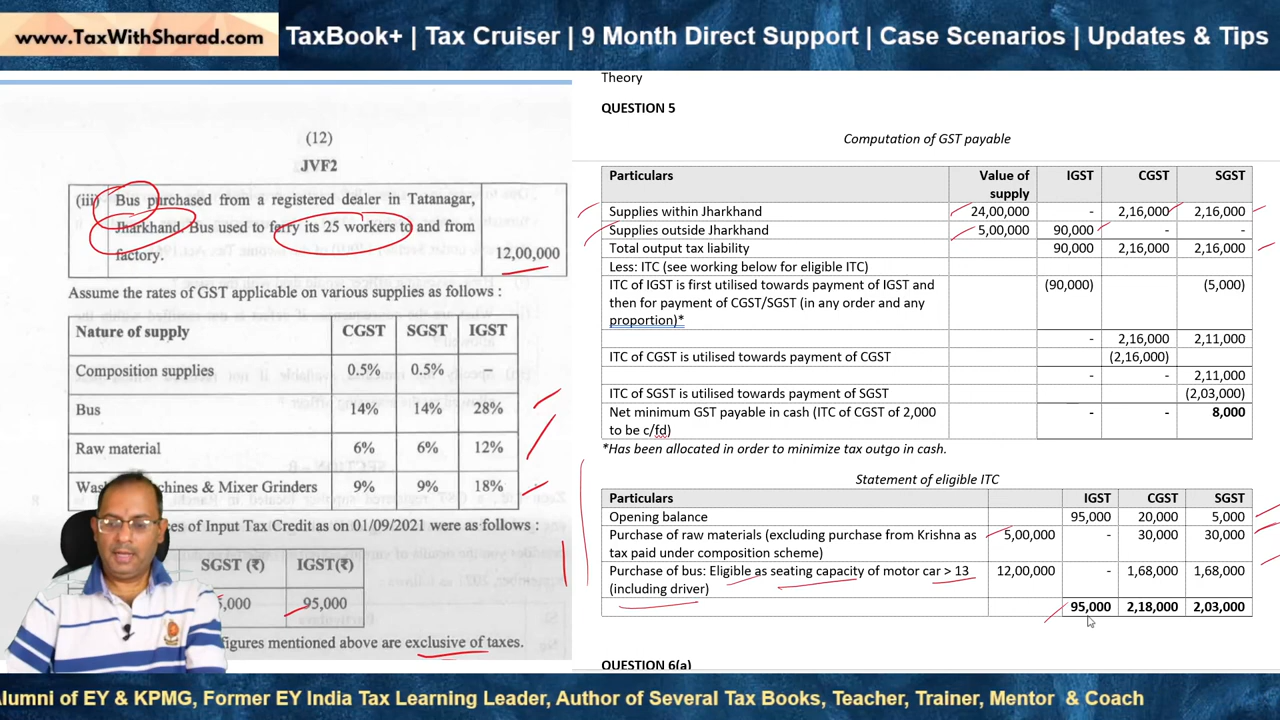 www.TaxWithSharad.com
TaxBook+ | Tax Cruiser | 9 Month Direct Support | Case Scenarios | Updates & Tips
(12)
JVF2
(iii) Bus purchased from a registered dealer in Tatanagar,
Jharkhand. Bus used to ferry its 25 workers to and from
factory. 12,00,000
Assume the rates of GST applicable on various supplies as follows :
Nature of supply CGST SGST IGST
Composition supplies 0.5% 0.5% –
Bus 14% 14% 28%
Raw material 6% 6% 12%
Mixer Grinders 9% 9% 18%
of Input Tax Credit as on 01/09/2021 were as follows :
SGST (₹) IGST(₹)
5,000 95,000
figures mentioned above are exclusive of taxes.
Theory
QUESTION 5
Computation of GST payable
Particulars Value of supply IGST CGST SGST
Supplies within Jharkhand 24,00,000 - 2,16,000 2,16,000
Supplies outside Jharkhand 5,00,000 90,000 - -
Total output tax liability 90,000 2,16,000 2,16,000
Less: ITC (see working below for eligible ITC)
ITC of IGST is first utilised towards payment of IGST and (90,000) (5,000)
then for payment of CGST/SGST (in any order and any
proportion)*
- 2,16,000 2,11,000
ITC of CGST is utilised towards payment of CGST (2,16,000)
- 2,11,000
ITC of SGST is utilised towards payment of SGST (2,03,000)
Net minimum GST payable in cash (ITC of CGST of 2,000 - - 8,000
to be c/fd)
*Has been allocated in order to minimize tax outgo in cash.
Statement of eligible ITC
Particulars IGST CGST SGST
Opening balance 95,000 20,000 5,000
Purchase of raw materials (excluding purchase from Krishna as 5,00,000 - 30,000 30,000
tax paid under composition scheme)
Purchase of bus: Eligible as seating capacity of motor car > 13 12,00,000 - 1,68,000 1,68,000
(including driver)
95,000 2,18,000 2,03,000
QUESTION 6(a)
Alumni of EY & KPMG, Former EY India Tax Learning Leader, Author of Several Tax Books, Teacher, Trainer, Mentor & Coach